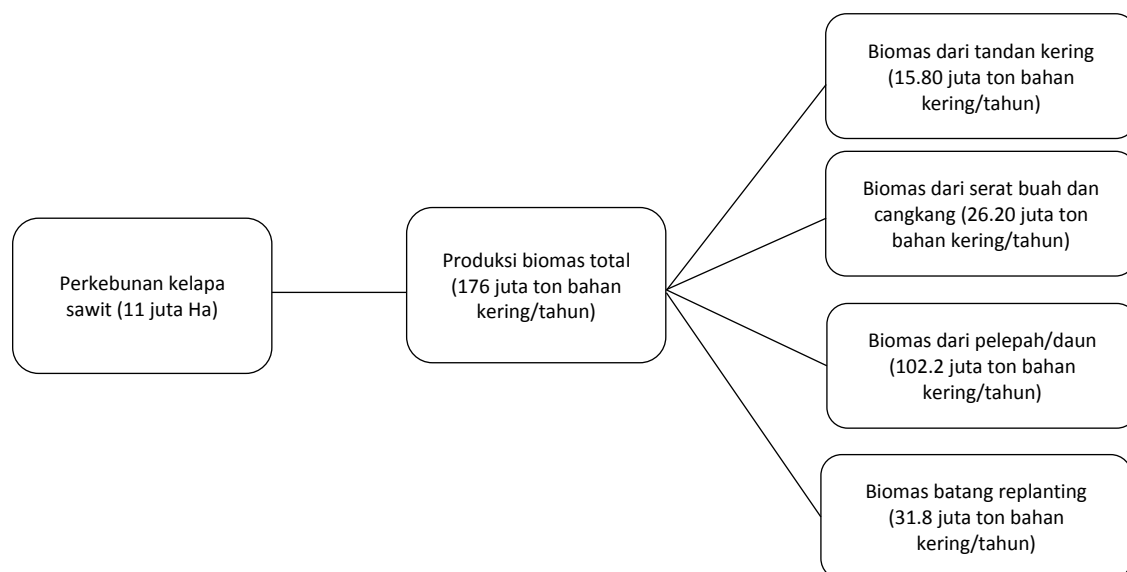 Perkebunan kelapa
sawit (11 juta Ha)
Produksi biomas total
(176 juta ton bahan
kering/tahun)
Biomas dari tandan kering
(15.80 juta ton bahan
kering/tahun)
Biomas dari serat buah dan
cangkang (26.20 juta ton
bahan kering/tahun)
Biomas dari pelepah/daun
(102.2 juta ton bahan
kering/tahun)
Biomas batang replanting
(31.8 juta ton bahan
kering/tahun)